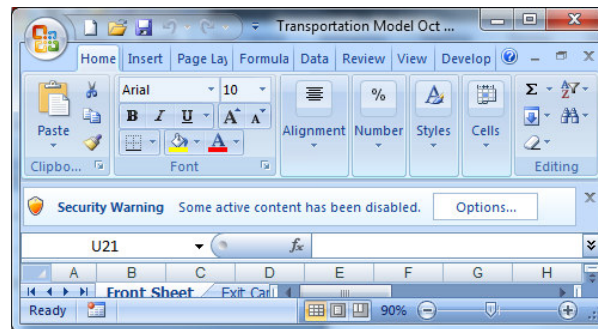 Transportation Model Oct ...
Home Insert Page Lay Formula Data Review View Develop
Arial 10 Σ A Z
Paste B I U A A Alignment Number % Styles A Cells
A
Clipbo... Font Editing
Security Warning Some active content has been disabled. Options...
U21 fx
A B C D E F G H
Front Sheet Exit Car
Ready 90%